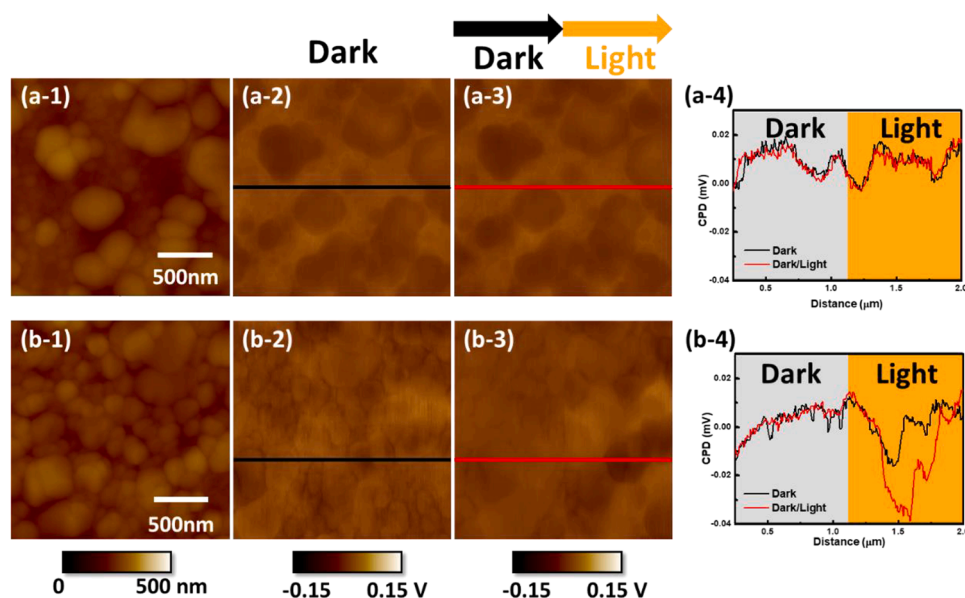 Dark
Dark Light
(a-1) (a-2) (a-3) (a-4)
500nm
Dark Light
CPD (mV)
0.02
0.00
-0.02
-0.04
Dark
Dark/Light
0.5 1.0 1.5 2.0
Distance (μm)
(b-1) (b-2) (b-3) (b-4)
500nm
Dark Light
CPD (mV)
0.02
0.00
-0.02
-0.04
Dark
Dark/Light
0.5 1.0 1.5 2.0
Distance (μm)
0 500 nm -0.15 0.15 V -0.15 0.15 V